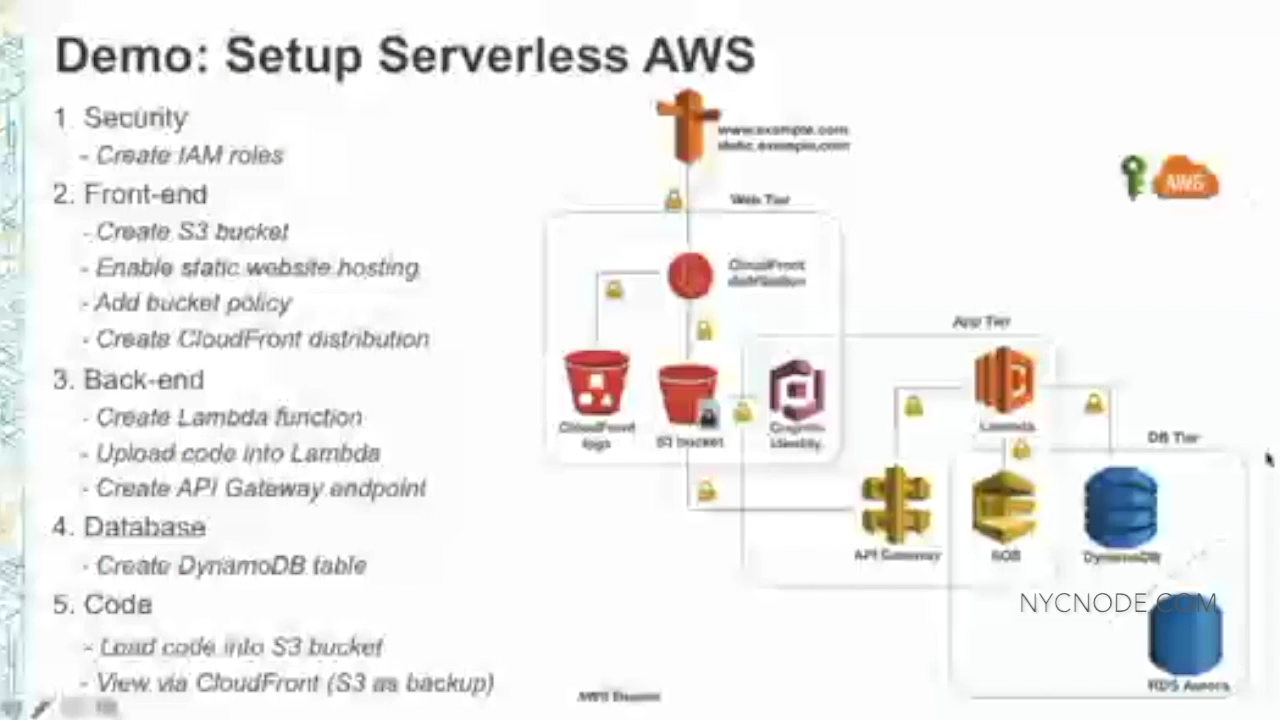 Demo: Setup Serverless AWS
1. Security
- Create IAM roles
2. Front-end
- Create S3 bucket
- Enable static website hosting
- Add bucket policy
- Create CloudFront distribution
3. Back-end
- Create Lambda function
- Upload code into Lambda
- Create API Gateway endpoint
4. Database
- Create DynamoDB table
5. Code
- Load code into S3 bucket
- View via CloudFront (S3 as backup)
www.example.com
static.example.com
AWS
Web Tier
CloudFront
distribution
App Tier
CloudFront
logs
S3 bucket
Cognito
Identity
Lambda
DB Tier
API Gateway
DynamoDB
NYCNODE.COM
RDS Aurora